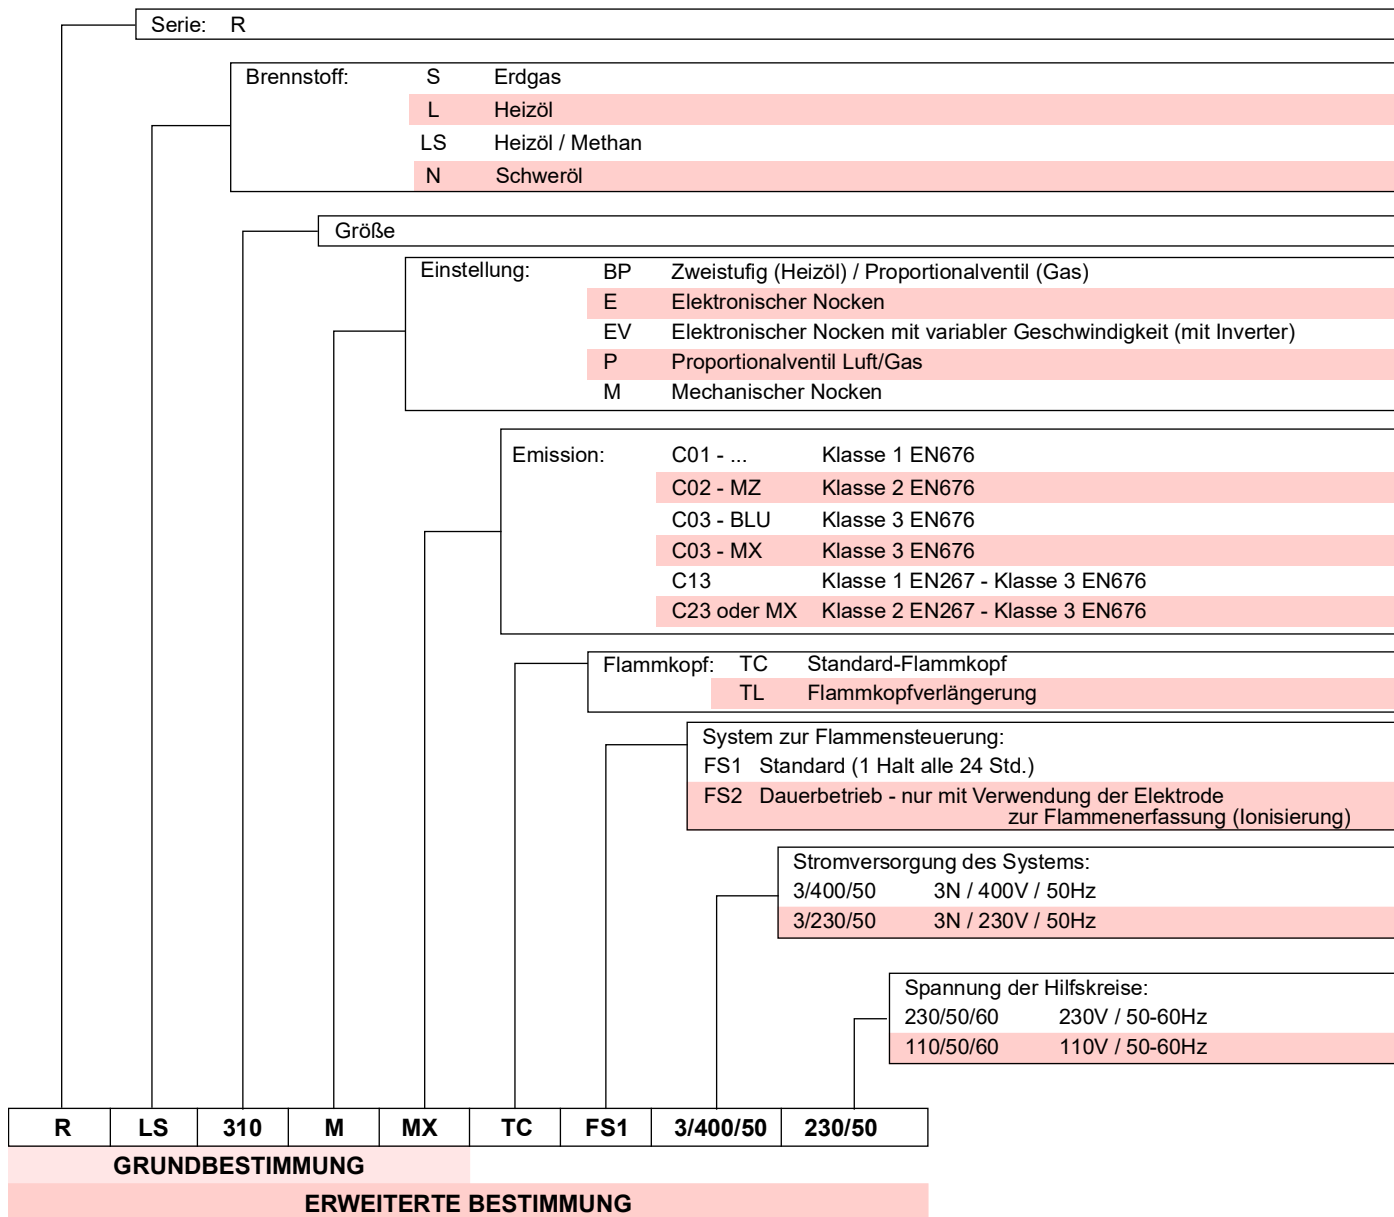 Serie: R
Brennstoff: S Erdgas
L Heizöl
LS Heizöl / Methan
N Schweröl
Größe
Einstellung: BP Zweistufig (Heizöl) / Proportionalventil (Gas)
E Elektronischer Nocken
EV Elektronischer Nocken mit variabler Geschwindigkeit (mit Inverter)
P Proportionalventil Luft/Gas
M Mechanischer Nocken
Emission: C01 - ... Klasse 1 EN676
C02 - MZ Klasse 2 EN676
C03 - BLU Klasse 3 EN676
C03 - MX Klasse 3 EN676
C13 Klasse 1 EN267 - Klasse 3 EN676
C23 oder MX Klasse 2 EN267 - Klasse 3 EN676
Flammkopf: TC Standard-Flammkopf
TL Flammkopfverlängerung
System zur Flammensteuerung:
FS1 Standard (1 Halt alle 24 Std.)
FS2 Dauerbetrieb - nur mit Verwendung der Elektrode
zur Flammenerfassung (Ionisierung)
Stromversorgung des Systems:
3/400/50 3N / 400V / 50Hz
3/230/50 3N / 230V / 50Hz
Spannung der Hilfskreise:
230/50/60 230V / 50-60Hz
110/50/60 110V / 50-60Hz
R LS 310 M MX TC FS1 3/400/50 230/50
GRUNDBESTIMMUNG
ERWEITERTE BESTIMMUNG